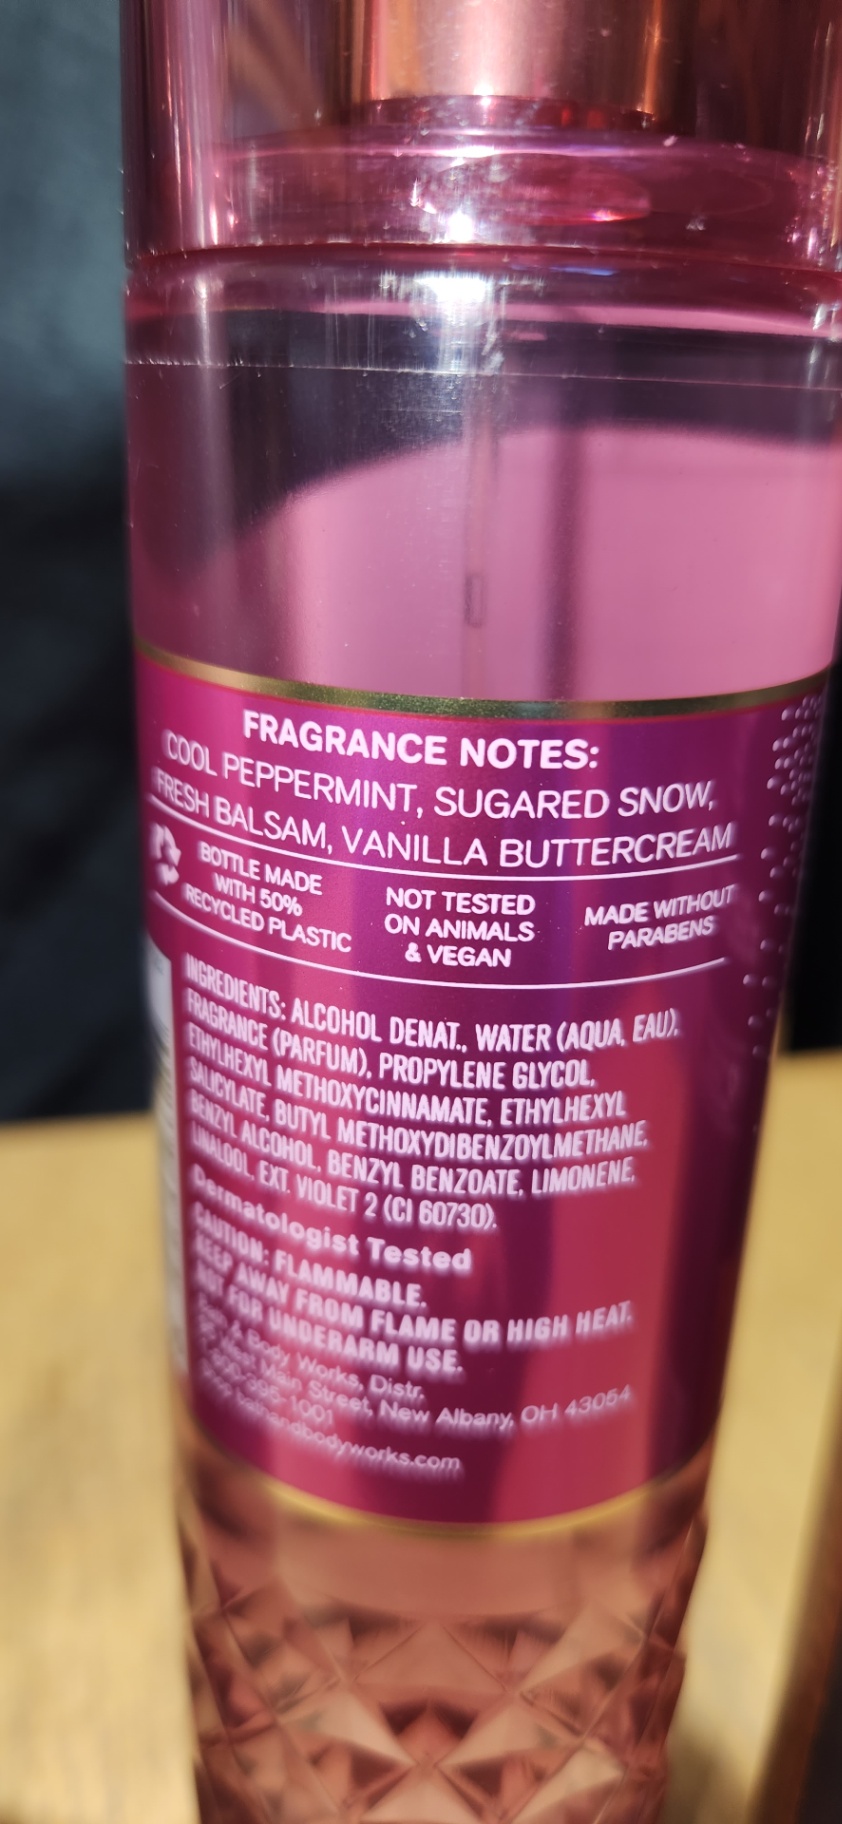 FRAGRANCE NOTES:
COOL PEPPERMINT, SUGARED SNOW,
FRESH BALSAM, VANILLA BUTTERCREAM
BOTTLE MADE
WITH 50%
RECYCLED PLASTIC
NOT TESTED
ON ANIMALS
& VEGAN
MADE WITHOUT
PARABENS
INGREDIENTS: ALCOHOL DENAT., WATER (AQUA, EAU),
FRAGRANCE (PARFUM), PROPYLENE GLYCOL,
ETHYLHEXYL METHOXYCINNAMATE, ETHYLHEXYL
SALICYLATE, BUTYL METHOXYDIBENZOYLMETHANE,
BENZYL ALCOHOL, BENZYL BENZOATE, LIMONENE,
LINALOOL, EXT. VIOLET 2 (CI 60730).
Dermatologist Tested
CAUTION: FLAMMABLE.
KEEP AWAY FROM FLAME OR HIGH HEAT.
NOT FOR UNDERARM USE.
Bath & Body Works, Distr.
Main Street, New Albany, OH 43054
395-1001
bathandbodyworks.com